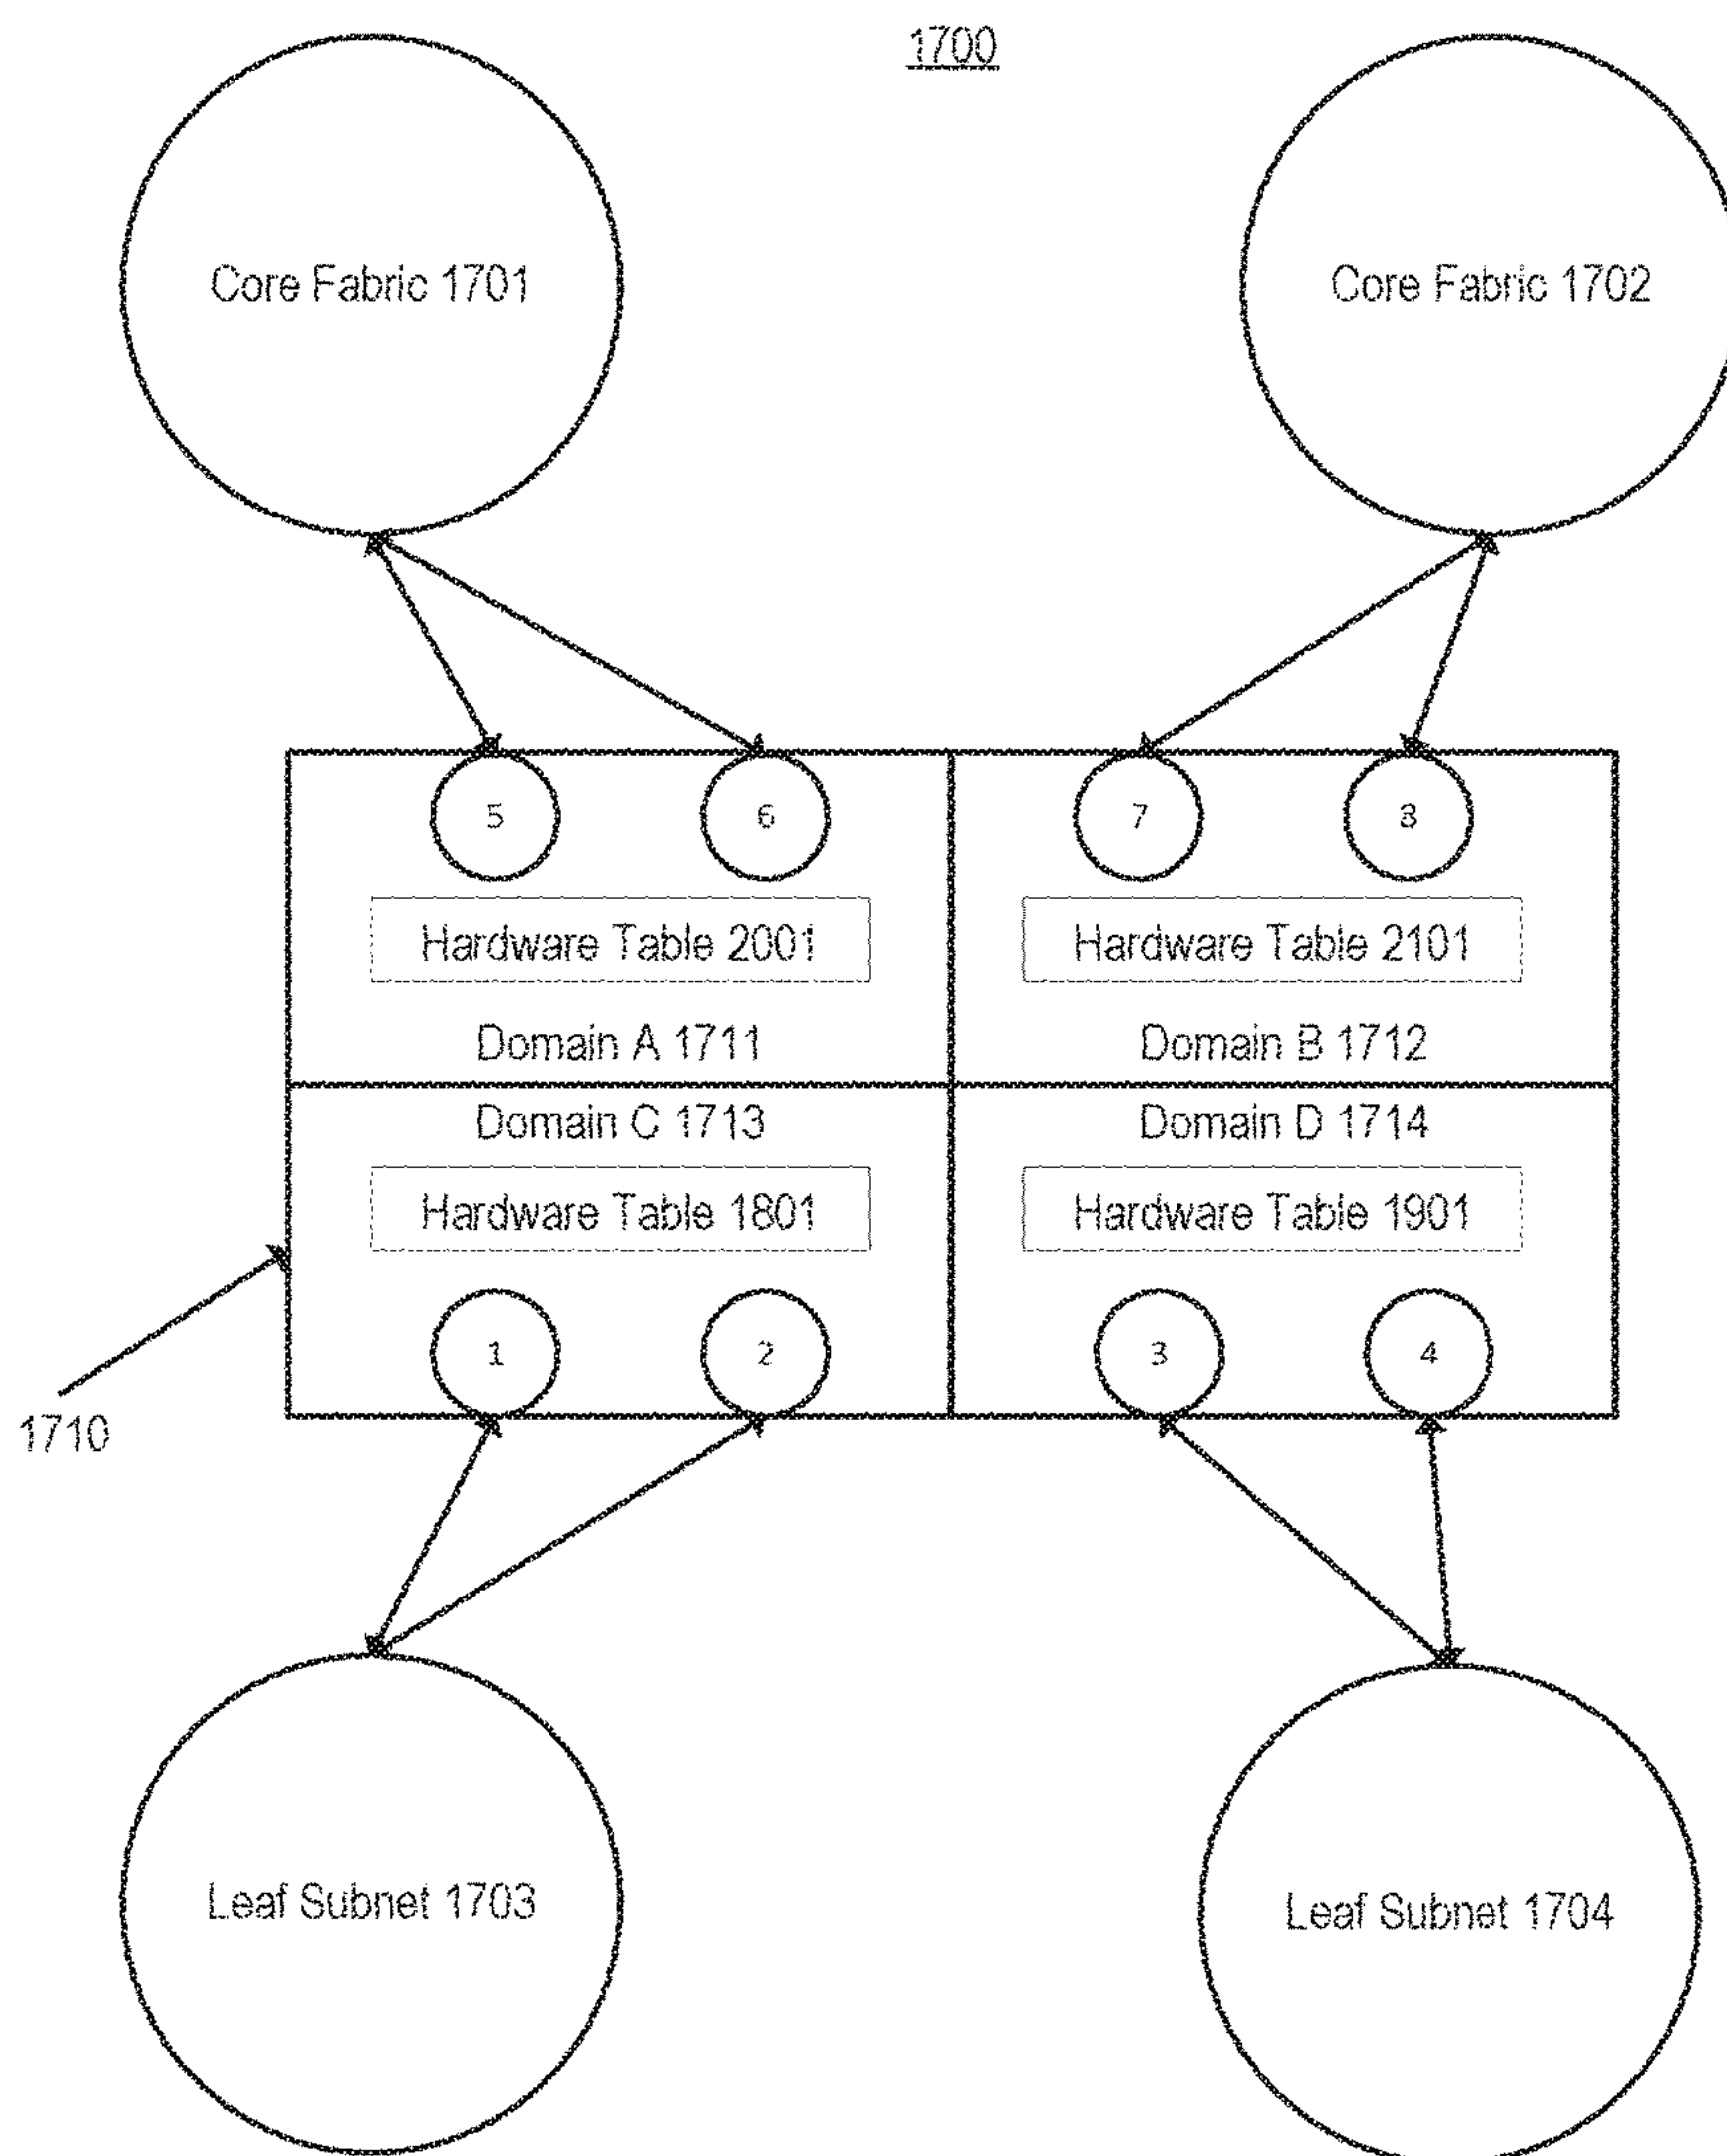 1700
Core Fabric 1701
Core Fabric 1702
5
6
7
8
Hardware Table 2001
Hardware Table 2101
Domain A 1711
Domain B 1712
Domain C 1713
Domain D 1714
Hardware Table 1801
Hardware Table 1901
1
2
3
4
1710
Leaf Subnet 1703
Leaf Subnet 1704